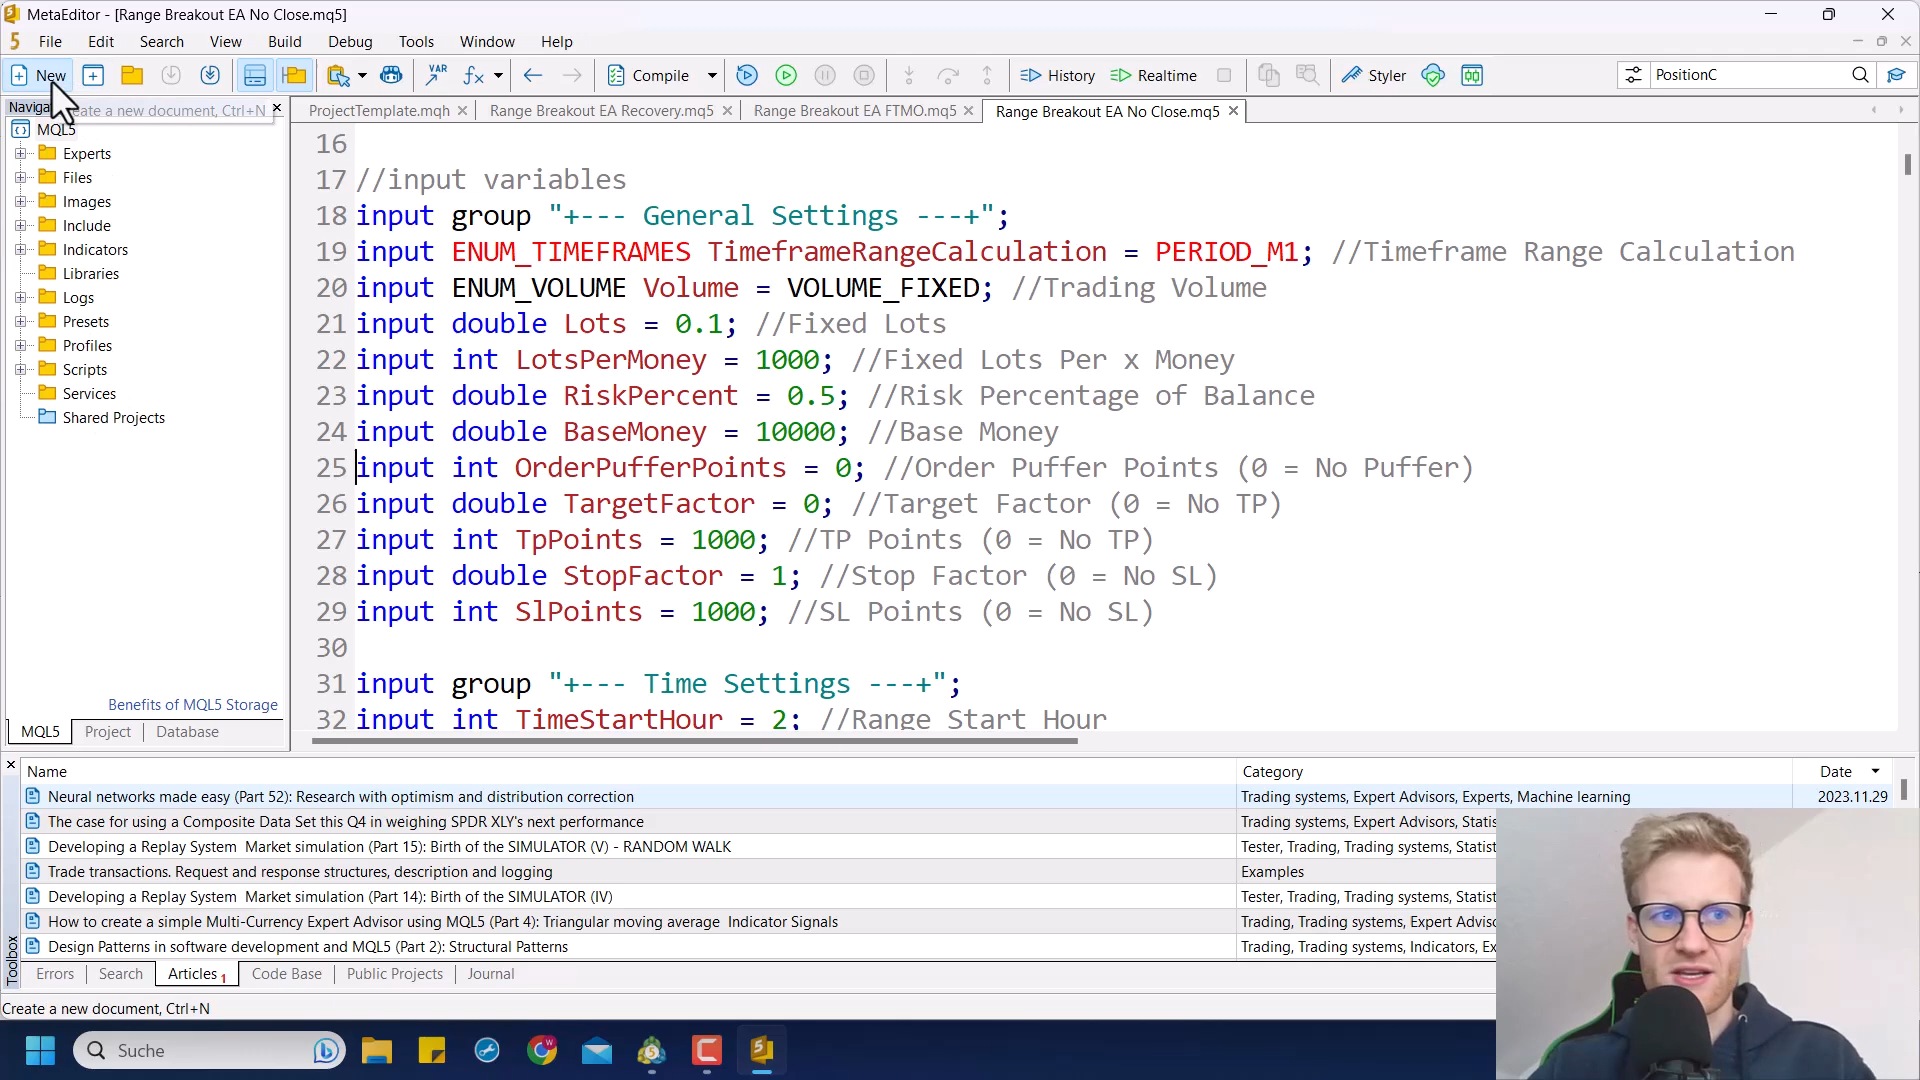 MetaEditor - [Range Breakout EA No Close.mq5]
File Edit Search View Build Debug Tools Window Help
New Compile History Realtime Styler PositionC
Create a new document, Ctrl+N
ProjectTemplate.mqh Range Breakout EA Recovery.mq5 Range Breakout EA FTMO.mq5 Range Breakout EA No Close.mq5
MQL5
Experts
Files
Images
Include
Indicators
Libraries
Logs
Presets
Profiles
Scripts
Services
Shared Projects
Benefits of MQL5 Storage
MQL5 Project Database
16
17 //input variables
18 input group "+--- General Settings ---+";
19 input ENUM_TIMEFRAMES TimeframeRangeCalculation = PERIOD_M1; //Timeframe Range Calculation
20 input ENUM_VOLUME Volume = VOLUME_FIXED; //Trading Volume
21 input double Lots = 0.1; //Fixed Lots
22 input int LotsPerMoney = 1000; //Fixed Lots Per x Money
23 input double RiskPercent = 0.5; //Risk Percentage of Balance
24 input double BaseMoney = 10000; //Base Money
25 input int OrderPufferPoints = 0; //Order Puffer Points (0 = No Puffer)
26 input double TargetFactor = 0; //Target Factor (0 = No TP)
27 input int TpPoints = 1000; //TP Points (0 = No TP)
28 input double StopFactor = 1; //Stop Factor (0 = No SL)
29 input int SlPoints = 1000; //SL Points (0 = No SL)
30
31 input group "+--- Time Settings ---+";
32 input int TimeStartHour = 2; //Range Start Hour
Name Category Date
Neural networks made easy (Part 52): Research with optimism and distribution correction Trading systems, Expert Advisors, Experts, Machine learning 2023.11.29
The case for using a Composite Data Set this Q4 in weighing SPDR XLY's next performance Trading systems, Expert Advisors, Statis
Developing a Replay System Market simulation (Part 15): Birth of the SIMULATOR (V) - RANDOM WALK Tester, Trading, Trading systems, Statist
Trade transactions. Request and response structures, description and logging Examples
Developing a Replay System Market simulation (Part 14): Birth of the SIMULATOR (IV) Tester, Trading, Trading systems, Statist
How to create a simple Multi-Currency Expert Advisor using MQL5 (Part 4): Triangular moving average Indicator Signals Trading, Trading systems, Expert Adviso
Design Patterns in software development and MQL5 (Part 2): Structural Patterns Trading, Trading systems, Indicators, Ex
Toolbox
Errors Search Articles 1 Code Base Public Projects Journal
Create a new document, Ctrl+N
Suche